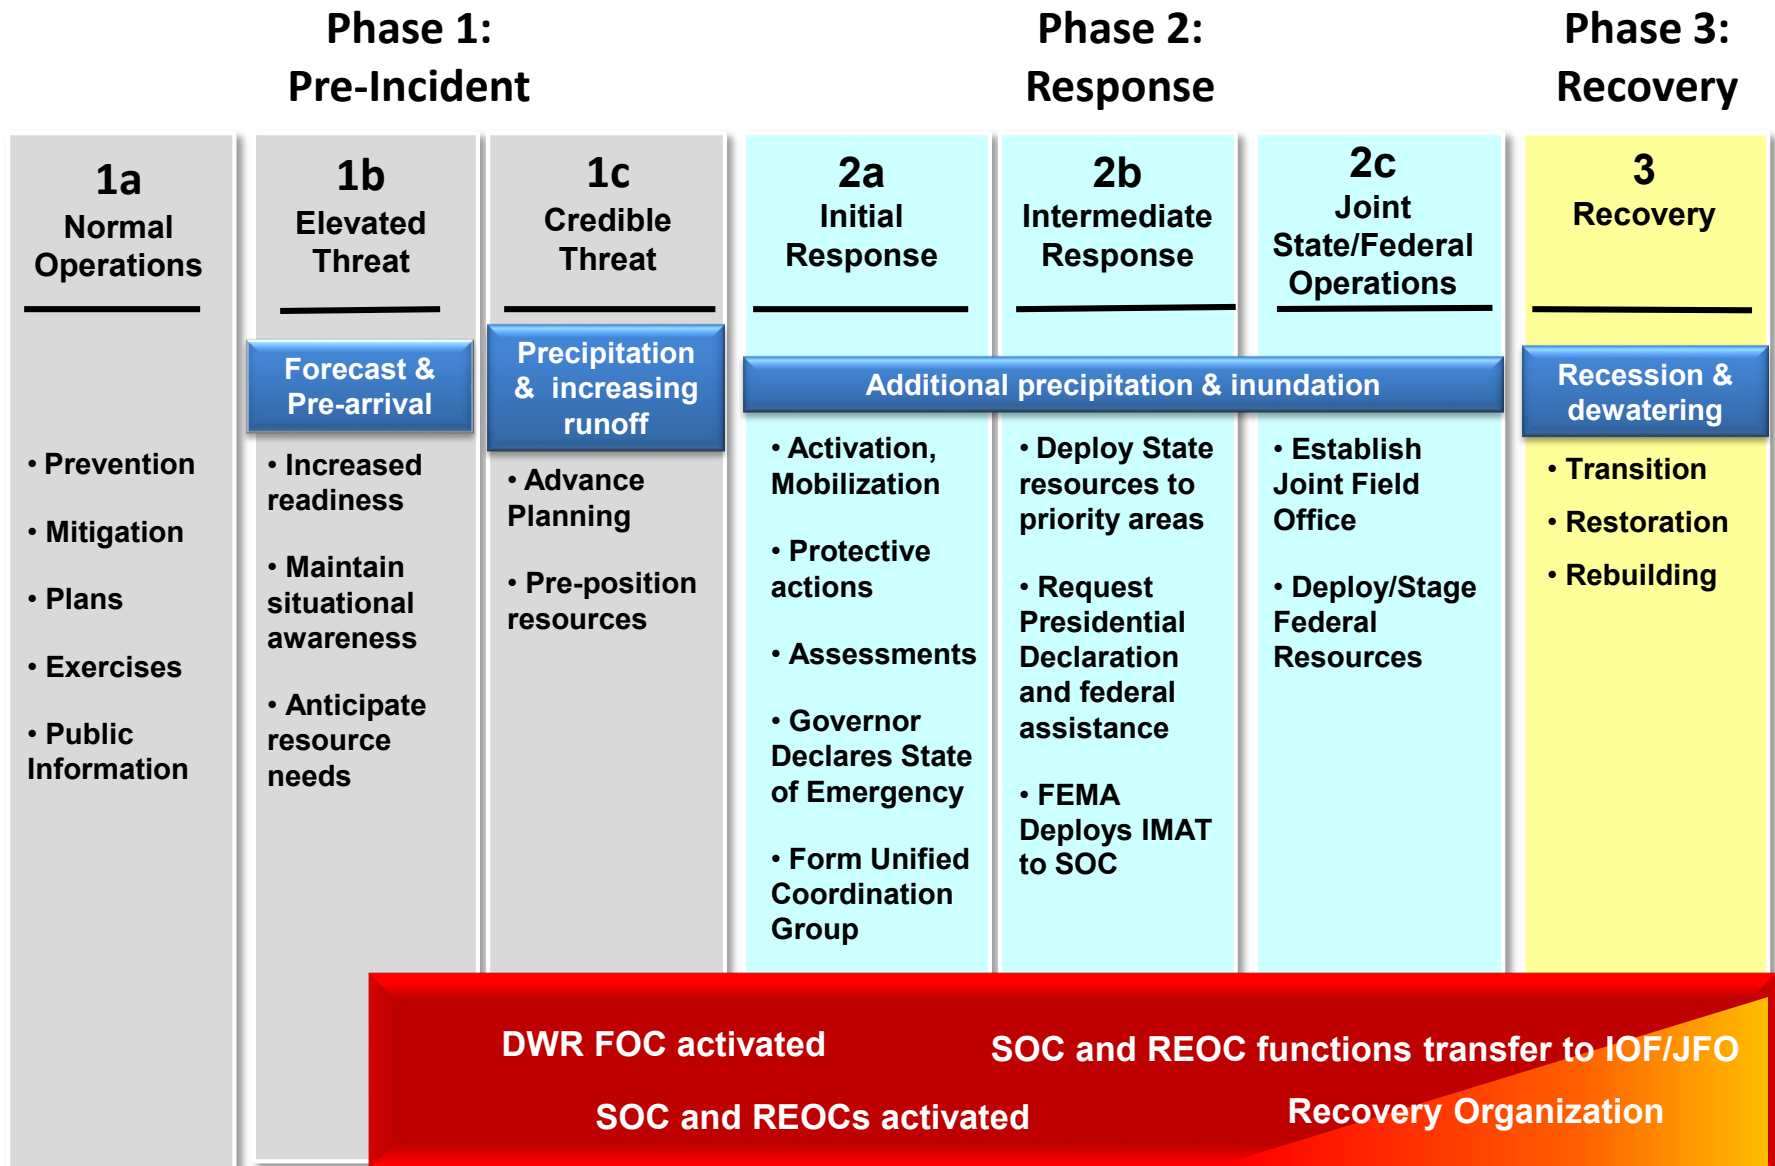 Phase 1:
Pre-Incident
Phase 2:
Response
Phase 3:
Recovery
1a
Normal
Operations
• Prevention
• Mitigation
• Plans
• Exercises
• Public
Information
1b
Elevated
Threat
Forecast &
Pre-arrival
• Increased
readiness
• Maintain
situational
awareness
• Anticipate
resource
needs
1c
Credible
Threat
Precipitation
& increasing
runoff
• Advance
Planning
• Pre-position
resources
2a
Initial
Response
Additional precipitation & inundation
• Activation,
Mobilization
• Protective
actions
• Assessments
• Governor
Declares State
of Emergency
• Form Unified
Coordination
Group
2b
Intermediate
Response
• Deploy State
resources to
priority areas
• Request
Presidential
Declaration
and federal
assistance
• FEMA
Deploys IMAT
to SOC
2c
Joint
State/Federal
Operations
• Establish
Joint Field
Office
• Deploy/Stage
Federal
Resources
3
Recovery
Recession &
dewatering
• Transition
• Restoration
• Rebuilding
DWR FOC activated
SOC and REOC functions transfer to IOF/JFO
SOC and REOCs activated
Recovery Organization